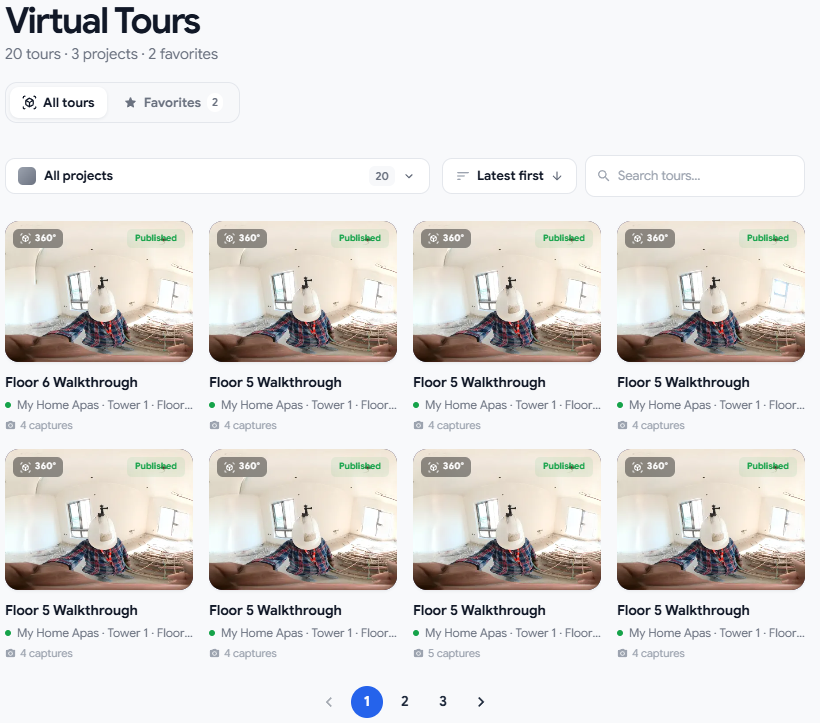 Virtual Tours
20 tours · 3 projects · 2 favorites
All tours Favorites 2
All projects 20 Latest first Search tours...
360° Published 360° Published 360° Published 360° Published
Floor 6 Walkthrough Floor 5 Walkthrough Floor 5 Walkthrough Floor 5 Walkthrough
My Home Apas · Tower 1 · Floor... My Home Apas · Tower 1 · Floor... My Home Apas · Tower 1 · Floor... My Home Apas · Tower 1 · Floor...
4 captures 4 captures 4 captures 4 captures
360° Published 360° Published 360° Published 360° Published
Floor 5 Walkthrough Floor 5 Walkthrough Floor 5 Walkthrough Floor 5 Walkthrough
My Home Apas · Tower 1 · Floor... My Home Apas · Tower 1 · Floor... My Home Apas · Tower 1 · Floor... My Home Apas · Tower 1 · Floor...
4 captures 4 captures 5 captures 4 captures
1 2 3